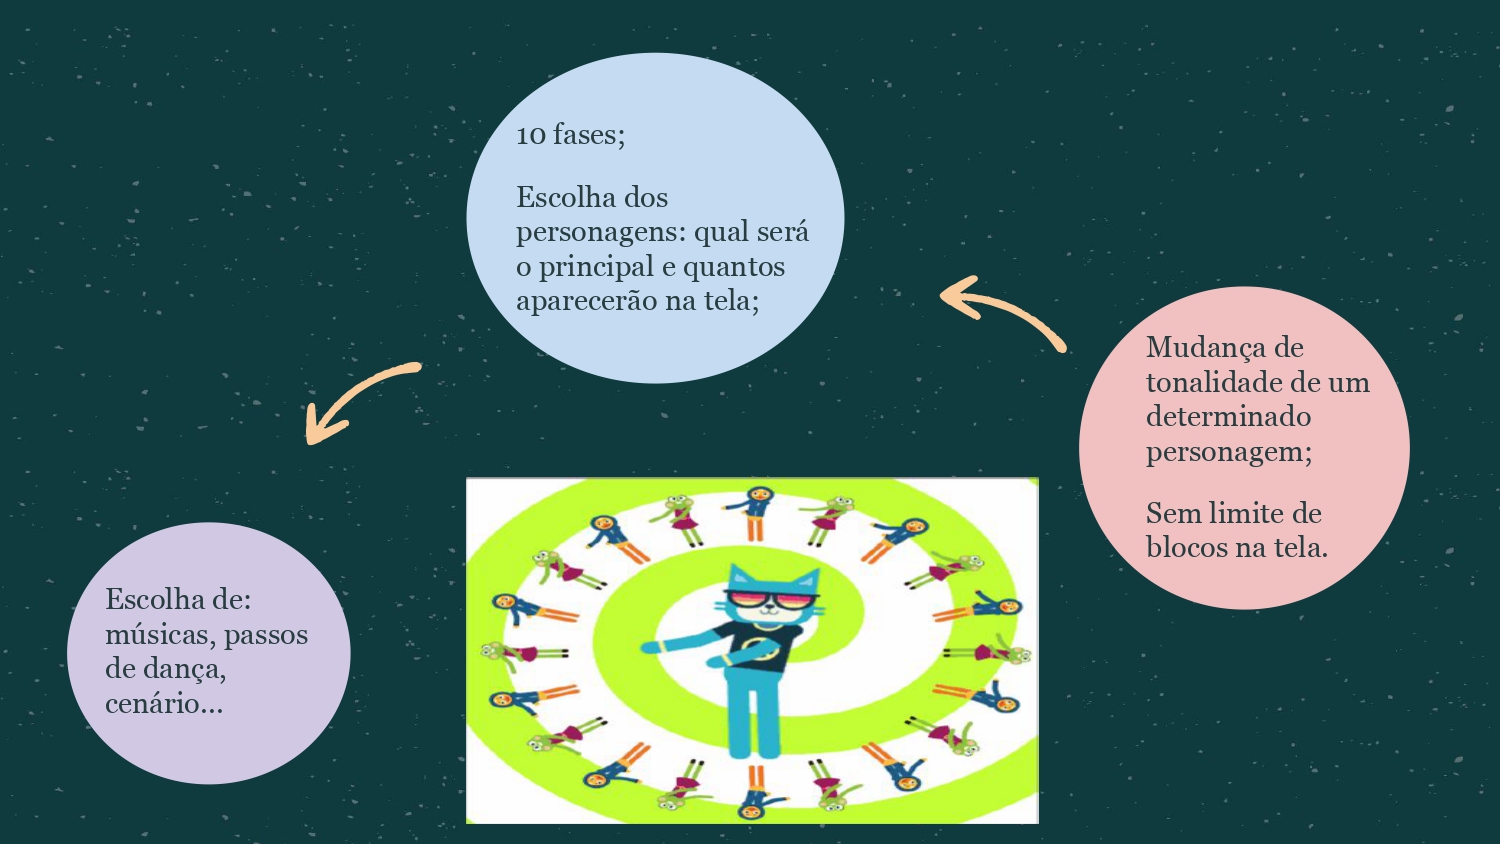 10 fases;
Escolha dos
personagens: qual será
o principal e quantos
aparecerão na tela;
Mudança de
tonalidade de um
determinado
personagem;
Sem limite de
blocos na tela.
Escolha de:
músicas, passos
de dança,
cenário...